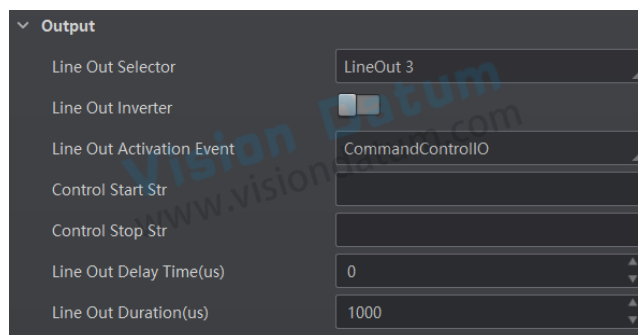 Output
Line Out Selector LineOut 3
Line Out Inverter
Line Out Activation Event CommandControlIO
Control Start Str
Control Stop Str
Line Out Delay Time(us) 0
Line Out Duration(us) 1000
Vision Datum
www.visiondatum.com